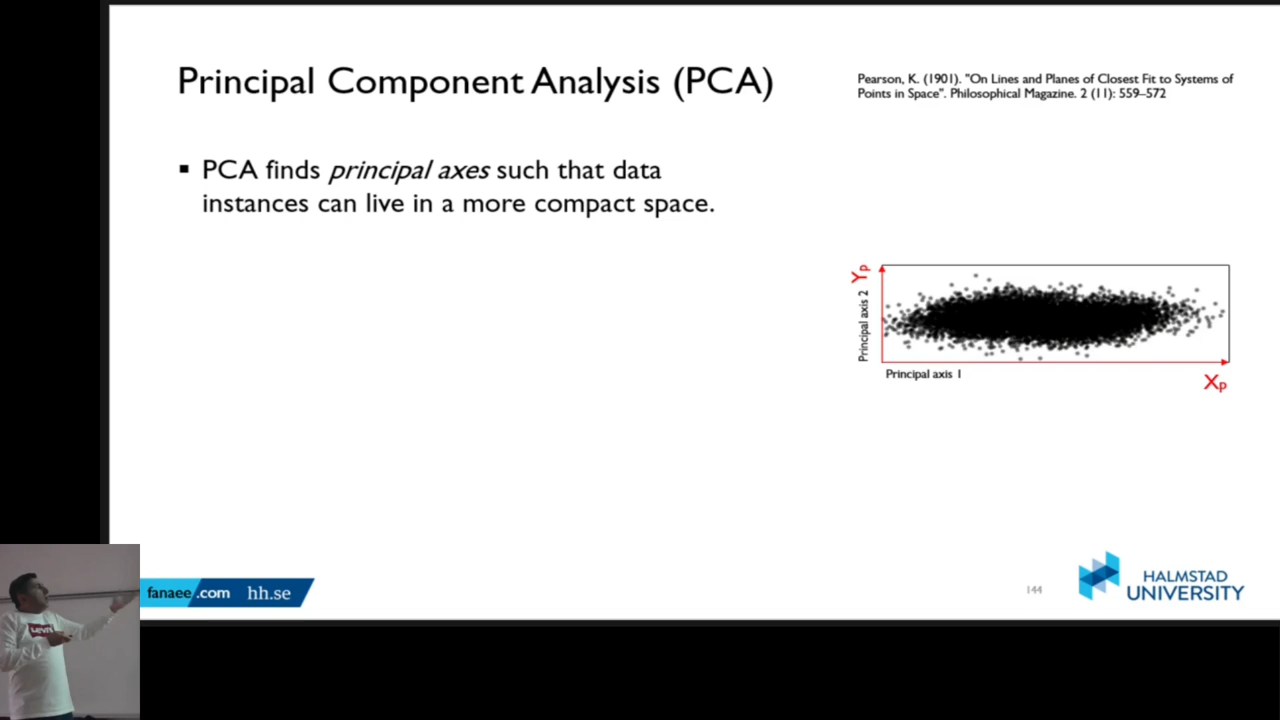 Principal Component Analysis (PCA)
Pearson, K. (1901). "On Lines and Planes of Closest Fit to Systems of
Points in Space". Philosophical Magazine. 2 (11): 559–572
▪ PCA finds principal axes such that data
instances can live in a more compact space.
Yp
Principal axis 2
Principal axis 1
Xp
Levi's
fanaee.com hh.se
144
HALMSTAD
UNIVERSITY